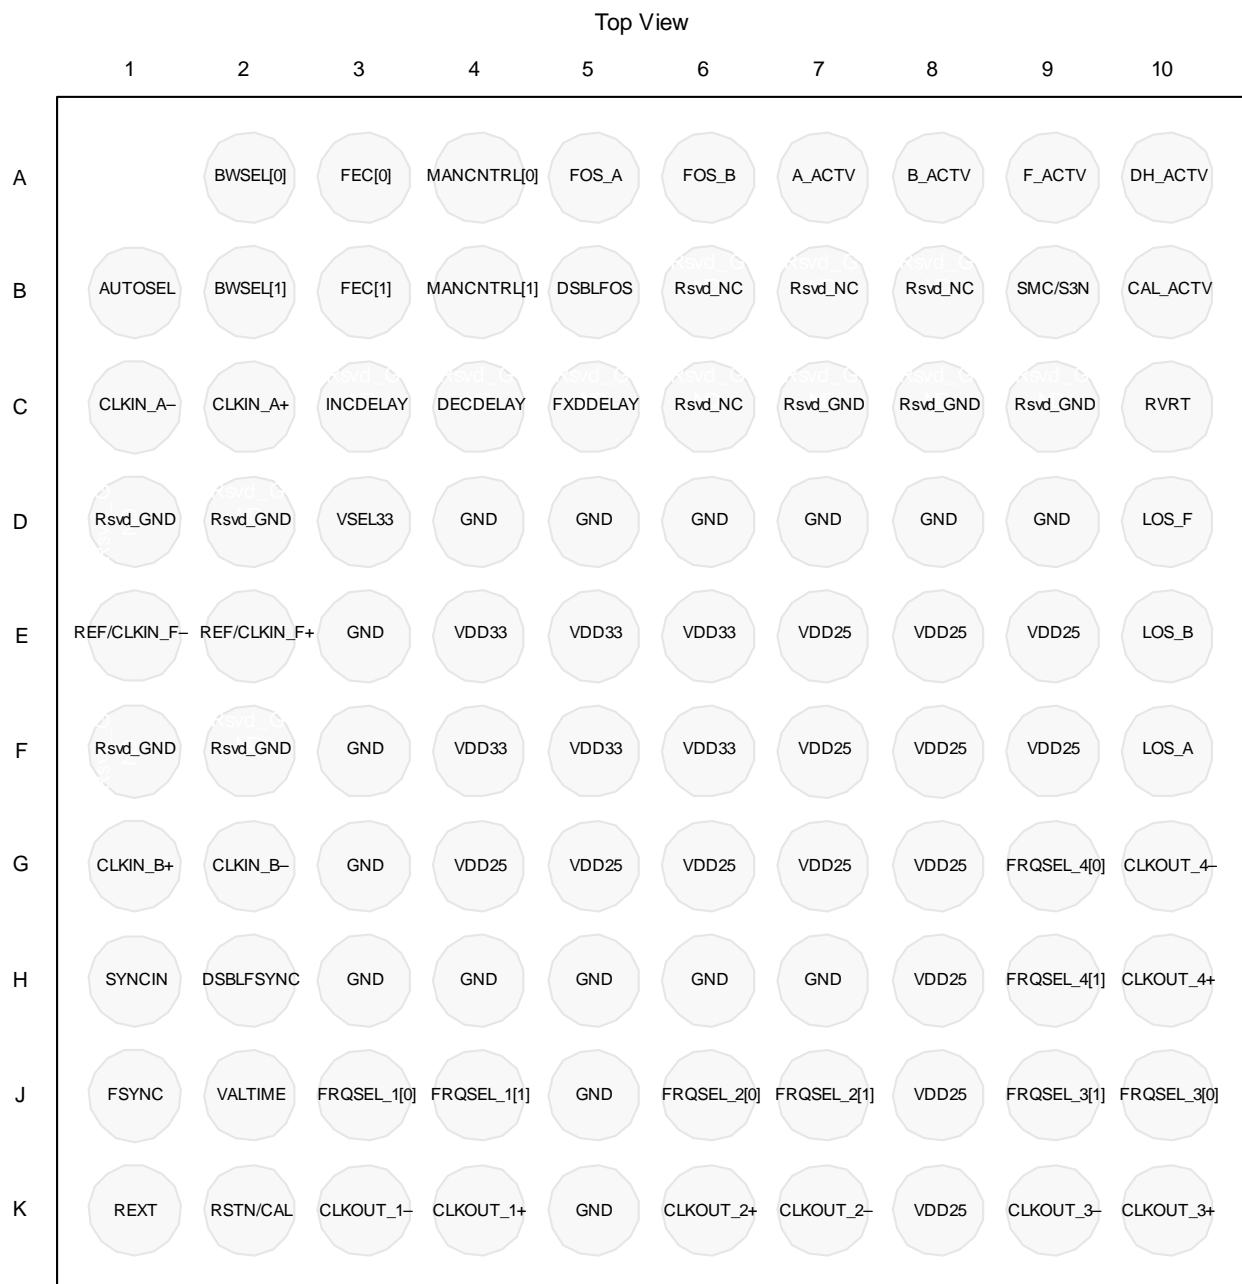 Top View
1 2 3 4 5 6 7 8 9 10
A BWSEL[0] FEC[0] MANCNTRL[0] FOS_A FOS_B A_ACTV B_ACTV F_ACTV DH_ACTV
B AUTOSEL BWSEL[1] FEC[1] MANCNTRL[1] DSBLFOS Rsvd_NC Rsvd_NC Rsvd_NC SMC/S3N CAL_ACTV
C CLKIN_A– CLKIN_A+ INCDELAY DECDELAY FXDDELAY Rsvd_NC Rsvd_GND Rsvd_GND Rsvd_GND RVRT
D Rsvd_GND Rsvd_GND VSEL33 GND GND GND GND GND GND LOS_F
E REF/CLKIN_F– REF/CLKIN_F+ GND VDD33 VDD33 VDD33 VDD25 VDD25 VDD25 LOS_B
F Rsvd_GND Rsvd_GND GND VDD33 VDD33 VDD33 VDD25 VDD25 VDD25 LOS_A
G CLKIN_B+ CLKIN_B– GND VDD25 VDD25 VDD25 VDD25 VDD25 FRQSEL_4[0] CLKOUT_4–
H SYNCIN DSBLFSYNC GND GND GND GND GND VDD25 FRQSEL_4[1] CLKOUT_4+
J FSYNC VALTIME FRQSEL_1[0] FRQSEL_1[1] GND FRQSEL_2[0] FRQSEL_2[1] VDD25 FRQSEL_3[1] FRQSEL_3[0]
K REXT RSTN/CAL CLKOUT_1– CLKOUT_1+ GND CLKOUT_2+ CLKOUT_2– VDD25 CLKOUT_3– CLKOUT_3+